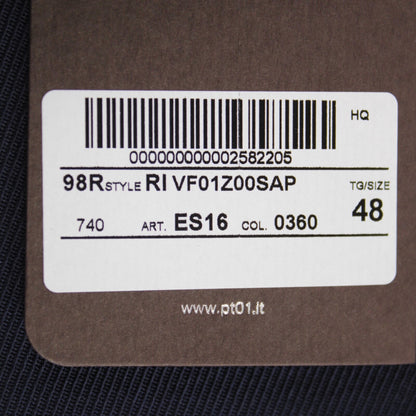 HQ
000000000002582205
98R STYLE RI VF01Z00SAP TG/SIZE
740 ART. ES16 COL. 0360 48
www.pt01.it